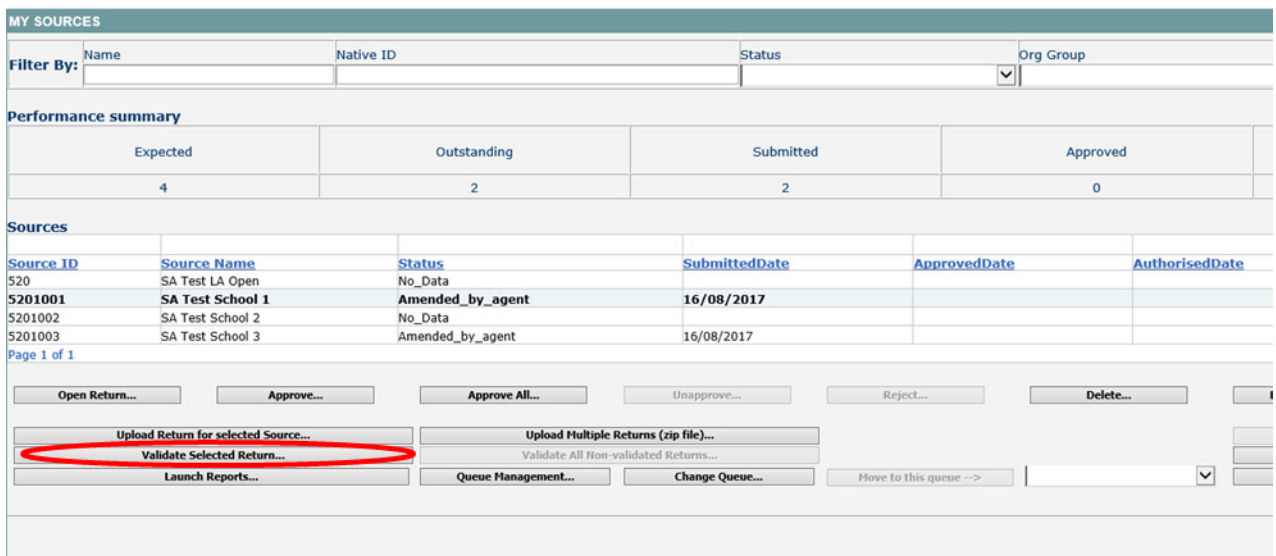 MY SOURCES
Filter By: Name Native ID Status Org Group
Performance summary
Expected Outstanding Submitted Approved
4 2 2 0
Sources
Source ID Source Name Status SubmittedDate ApprovedDate AuthorisedDate
520 SA Test LA Open No_Data
5201001 SA Test School 1 Amended_by_agent 16/08/2017
5201002 SA Test School 2 No_Data
5201003 SA Test School 3 Amended_by_agent 16/08/2017
Page 1 of 1
Open Return... Approve... Approve All... Unapprove... Reject... Delete...
Upload Return for selected Source... Upload Multiple Returns (zip file)...
Validate Selected Return... Validate All Non-validated Returns...
Launch Reports... Queue Management... Change Queue... Move to this queue -->